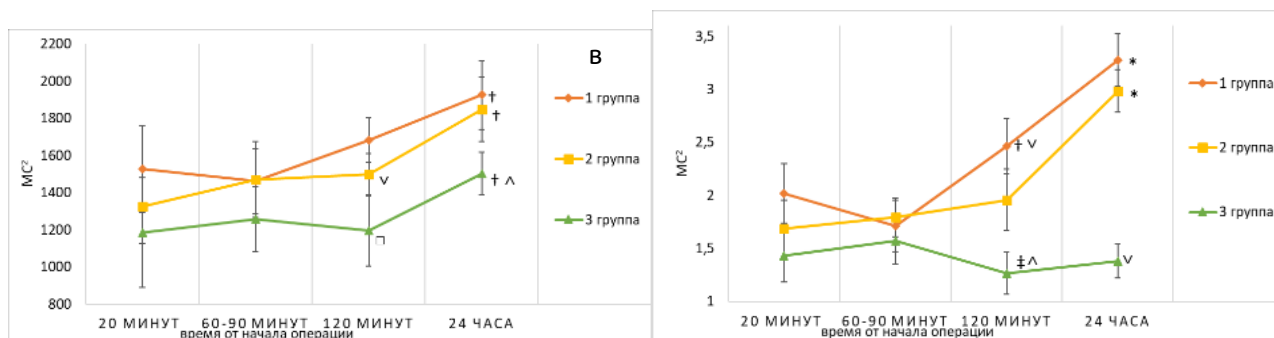 2200
2000
1800
1600
1400
1200
1000
800
МС²
B
†
†
† ^
v
□
1 группа
2 группа
3 группа
20 МИНУТ 60-90 МИНУТ 120 МИНУТ 24 ЧАСА
время от начала операции
3,5
3
2,5
2
1,5
1
МС²
*
*
† v
‡ ^
v
1 группа
2 группа
3 группа
20 МИНУТ 60-90 МИНУТ 120 МИНУТ 24 ЧАСА
время от начала операции